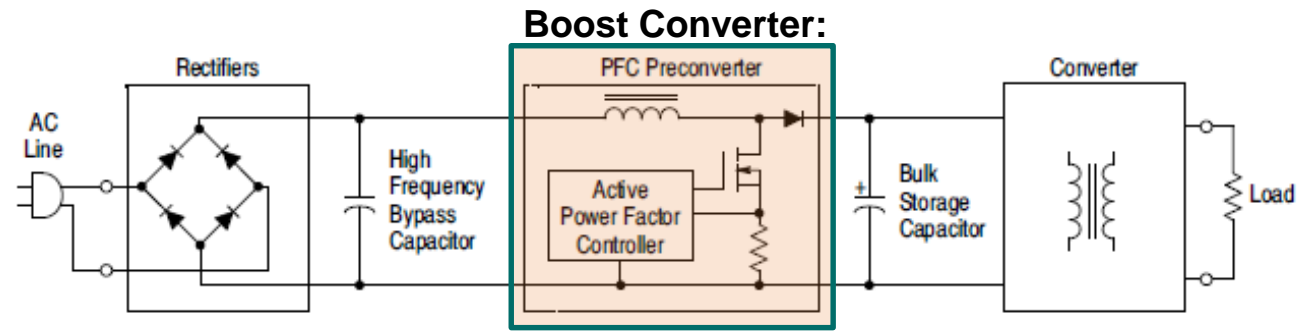 Boost Converter:
Rectifiers
PFC Preconverter
Converter
AC
Line
High
Frequency
Bypass
Capacitor
Active
Power Factor
Controller
+
Bulk
Storage
Capacitor
Load